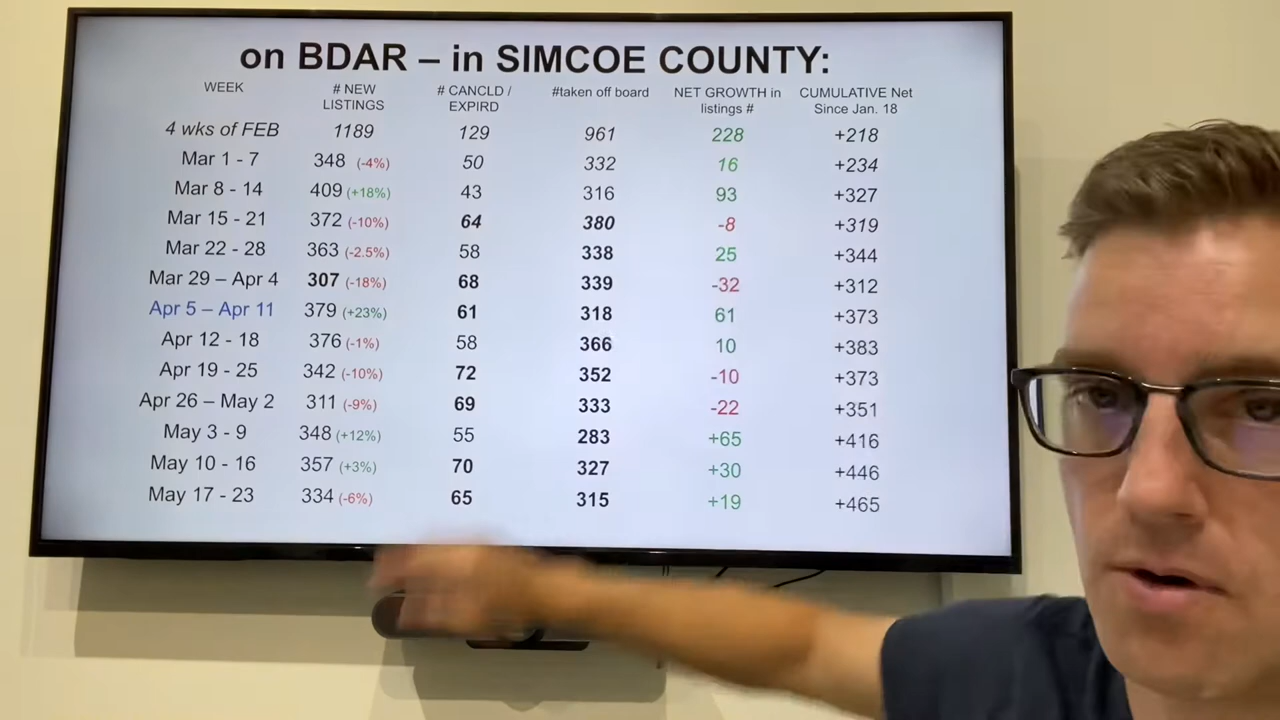 on BDAR – in SIMCOE COUNTY:
WEEK # NEW LISTINGS # CANCLD / EXPIRD #taken off board NET GROWTH in listings # CUMULATIVE Net Since Jan. 18
4 wks of FEB 1189 129 961 228 +218
Mar 1 - 7 348 (-4%) 50 332 16 +234
Mar 8 - 14 409 (+18%) 43 316 93 +327
Mar 15 - 21 372 (-10%) 64 380 -8 +319
Mar 22 - 28 363 (-2.5%) 58 338 25 +344
Mar 29 – Apr 4 307 (-18%) 68 339 -32 +312
Apr 5 – Apr 11 379 (+23%) 61 318 61 +373
Apr 12 - 18 376 (-1%) 58 366 10 +383
Apr 19 - 25 342 (-10%) 72 352 -10 +373
Apr 26 – May 2 311 (-9%) 69 333 -22 +351
May 3 - 9 348 (+12%) 55 283 +65 +416
May 10 - 16 357 (+3%) 70 327 +30 +446
May 17 - 23 334 (-6%) 65 315 +19 +465